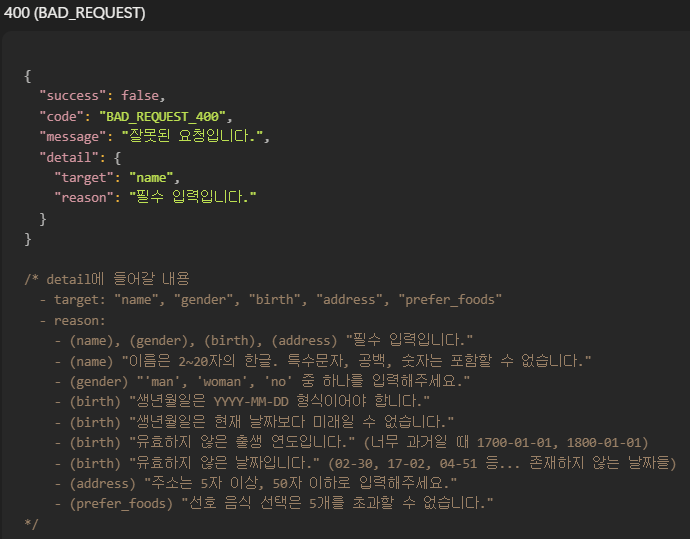 400 (BAD_REQUEST)
{
"success": false,
"code": "BAD_REQUEST_400",
"message": "잘못된 요청입니다.",
"detail": {
"target": "name",
"reason": "필수 입력입니다."
}
}
/* detail에 들어갈 내용
- target: "name", "gender", "birth", "address", "prefer_foods"
- reason:
- (name), (gender), (birth), (address) "필수 입력입니다."
- (name) "이름은 2~20자의 한글. 특수문자, 공백, 숫자는 포함할 수 없습니다."
- (gender) "'man', 'woman', 'no' 중 하나를 입력해주세요."
- (birth) "생년월일은 YYYY-MM-DD 형식이어야 합니다."
- (birth) "생년월일은 현재 날짜보다 미래일 수 없습니다."
- (birth) "유효하지 않은 출생 연도입니다." (너무 과거일 때 1700-01-01, 1800-01-01)
- (birth) "유효하지 않은 날짜입니다." (02-30, 17-02, 04-51 등... 존재하지 않는 날짜들)
- (address) "주소는 5자 이상, 50자 이하로 입력해주세요."
- (prefer_foods) "선호 음식 선택은 5개를 초과할 수 없습니다."
*/